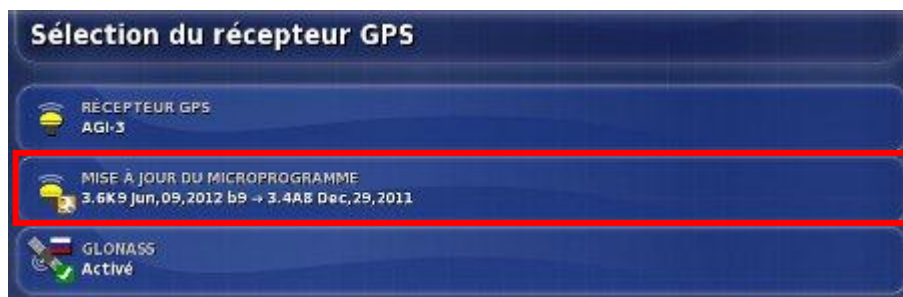 Sélection du récepteur GPS
RÉCEPTEUR GPS
AGI-3
MISE À JOUR DU MICROPROGRAMME
3.6K9 Jun,09,2012 b9 → 3.4A8 Dec,29,2011
GLONASS
Activé